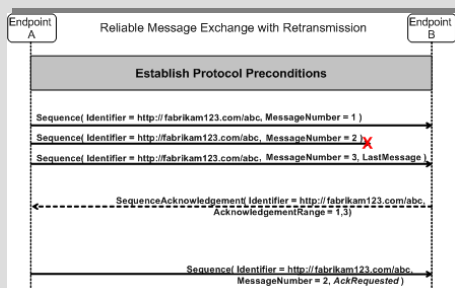 Endpoint
A
Reliable Message Exchange with Retransmission
Endpoint
B
Establish Protocol Preconditions
Sequence( Identifier = http://fabrikam123.com/abc, MessageNumber = 1 )
Sequence( Identifier = http://fabrikam123.com/abc, MessageNumber = 2 )
X
Sequence( Identifier = http://fabrikam123.com/abc, MessageNumber = 3, LastMessage )
SequenceAcknowledgement( Identifier = http://fabrikam123.com/abc,
AcknowledgementRange = 1,3)
Sequence( Identifier = http://fabrikam123.com/abc,
MessageNumber = 2, AckRequested )